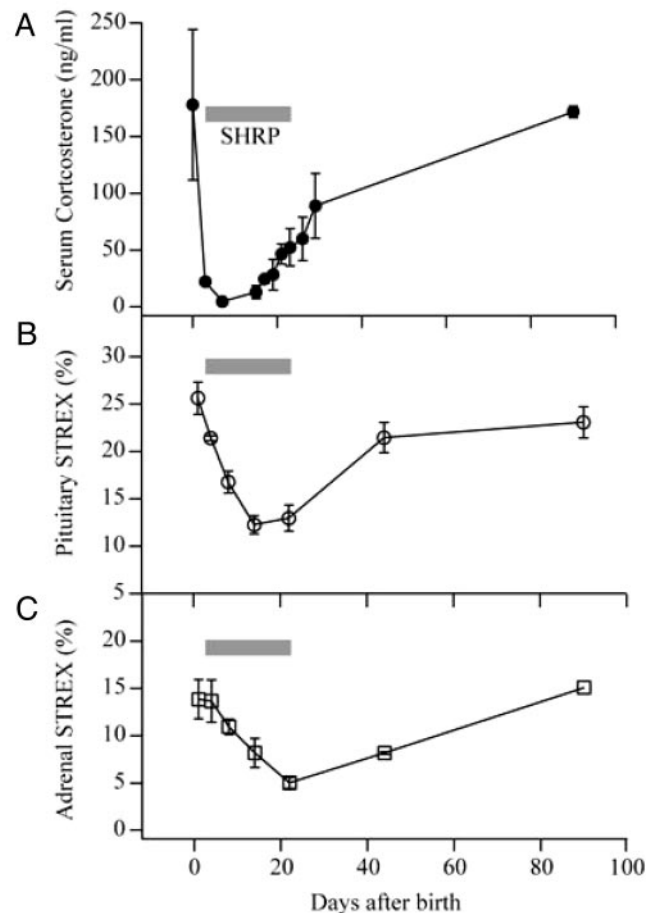 A
Serum Cortcosterone (ng/ml)
250
200
150
100
50
0
SHRP
B
Pituitary STREX (%)
30
25
20
15
10
5
C
Adrenal STREX (%)
20
15
10
5
0
0 20 40 60 80 100
Days after birth